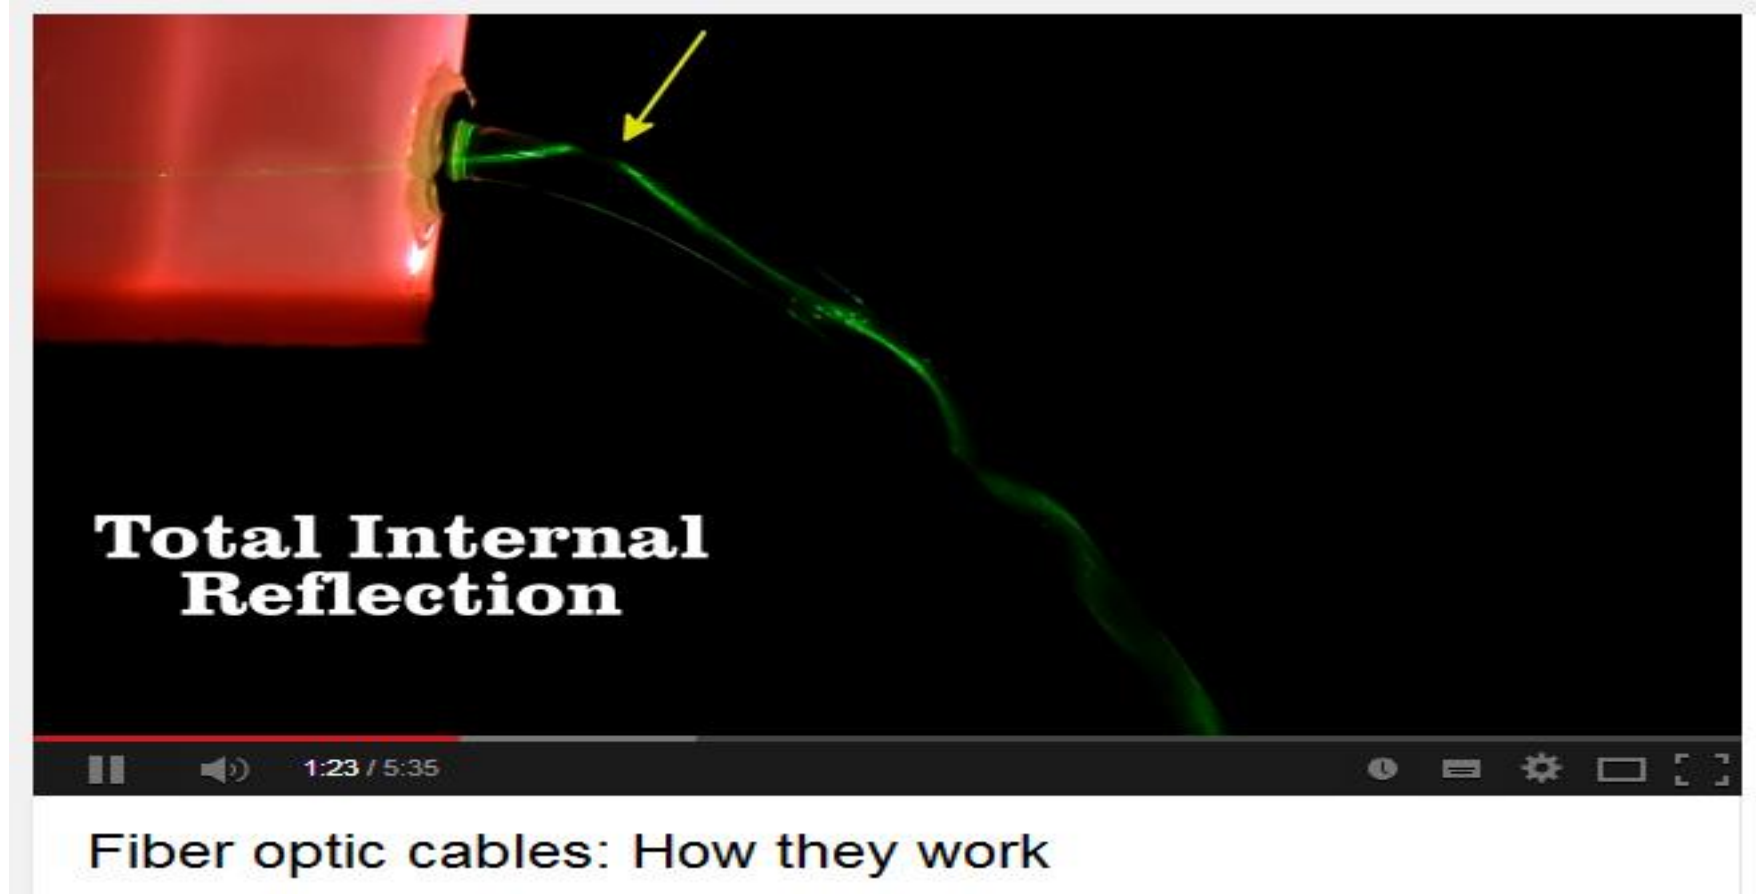 Total Internal
Reflection
1:23 / 5:35
Fiber optic cables: How they work